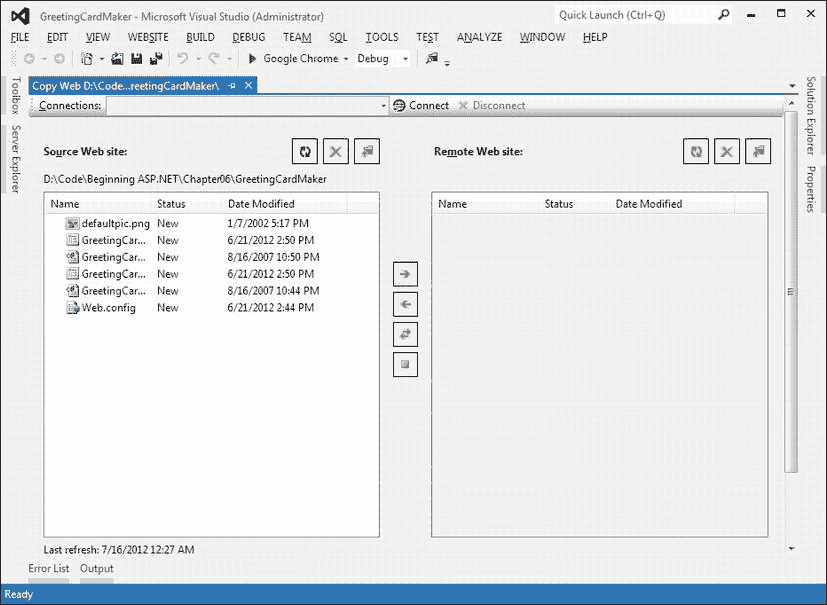 GreetingCardMaker - Microsoft Visual Studio (Administrator)
Quick Launch (Ctrl+Q)
FILE EDIT VIEW WEBSITE BUILD DEBUG TEAM SQL TOOLS TEST ANALYZE WINDOW HELP
Google Chrome Debug
Toolbox
Server Explorer
Solution Explorer
Properties
Copy Web D:\Code...reetingCardMaker\
Connections: Connect Disconnect
Source Web site:
D:\Code\Beginning ASP.NET\Chapter06\GreetingCardMaker
Name Status Date Modified
defaultpic.png New 1/7/2002 5:17 PM
GreetingCar... New 6/21/2012 2:50 PM
GreetingCar... New 8/16/2007 10:50 PM
GreetingCar... New 6/21/2012 2:50 PM
GreetingCar... New 8/16/2007 10:44 PM
Web.config New 6/21/2012 2:44 PM
Last refresh: 7/16/2012 12:27 AM
Remote Web site:
Name Status Date Modified
Error List Output
Ready